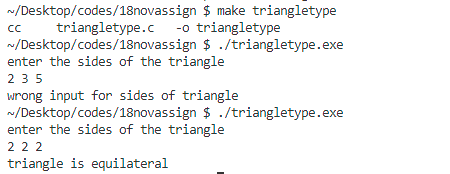 ~/Desktop/codes/18novassign $ make triangletype
cc     triangletype.c   -o triangletype
~/Desktop/codes/18novassign $ ./triangletype.exe
enter the sides of the triangle
2 3 5
wrong input for sides of triangle
~/Desktop/codes/18novassign $ ./triangletype.exe
enter the sides of the triangle
2 2 2
triangle is equilateral